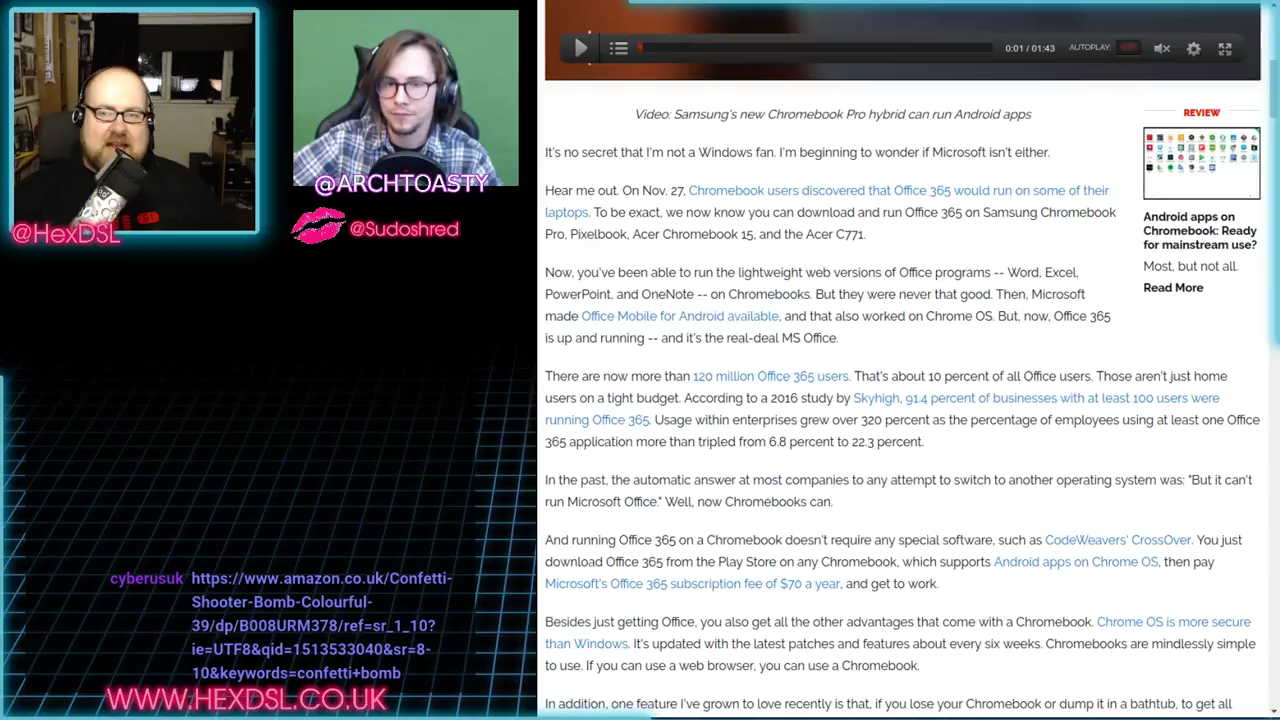 @HexDSL
@ARCHTOASTY
@Sudoshred
cyberusuk https://www.amazon.co.uk/Confetti-
Shooter-Bomb-Colourful-
39/dp/B008URM378/ref=sr_1_10?
ie=UTF8&qid=1513533040&sr=8-
10&keywords=confetti+bomb
WWW.HEXDSL.CO.UK
0:01 / 01:43 AUTOPLAY:
Video: Samsung's new Chromebook Pro hybrid can run Android apps
It's no secret that I'm not a Windows fan. I'm beginning to wonder if Microsoft isn't either.
Hear me out. On Nov. 27, Chromebook users discovered that Office 365 would run on some of their
laptops. To be exact, we now know you can download and run Office 365 on Samsung Chromebook
Pro, Pixelbook, Acer Chromebook 15, and the Acer C771.
Now, you've been able to run the lightweight web versions of Office programs -- Word, Excel,
PowerPoint, and OneNote -- on Chromebooks. But they were never that good. Then, Microsoft
made Office Mobile for Android available, and that also worked on Chrome OS. But, now, Office 365
is up and running -- and it's the real-deal MS Office.
There are now more than 120 million Office 365 users. That's about 10 percent of all Office users. Those aren't just home
users on a tight budget. According to a 2016 study by Skyhigh, 91.4 percent of businesses with at least 100 users were
running Office 365. Usage within enterprises grew over 320 percent as the percentage of employees using at least one Office
365 application more than tripled from 6.8 percent to 22.3 percent.
In the past, the automatic answer at most companies to any attempt to switch to another operating system was: "But it can't
run Microsoft Office." Well, now Chromebooks can.
And running Office 365 on a Chromebook doesn't require any special software, such as CodeWeavers' CrossOver. You just
download Office 365 from the Play Store on any Chromebook, which supports Android apps on Chrome OS, then pay
Microsoft's Office 365 subscription fee of $70 a year, and get to work.
Besides just getting Office, you also get all the other advantages that come with a Chromebook. Chrome OS is more secure
than Windows. It's updated with the latest patches and features about every six weeks. Chromebooks are mindlessly simple
to use. If you can use a web browser, you can use a Chromebook.
In addition, one feature I've grown to love recently is that, if you lose your Chromebook or dump it in a bathtub, to get all
REVIEW
Android apps on
Chromebook: Ready
for mainstream use?
Most, but not all.
Read More